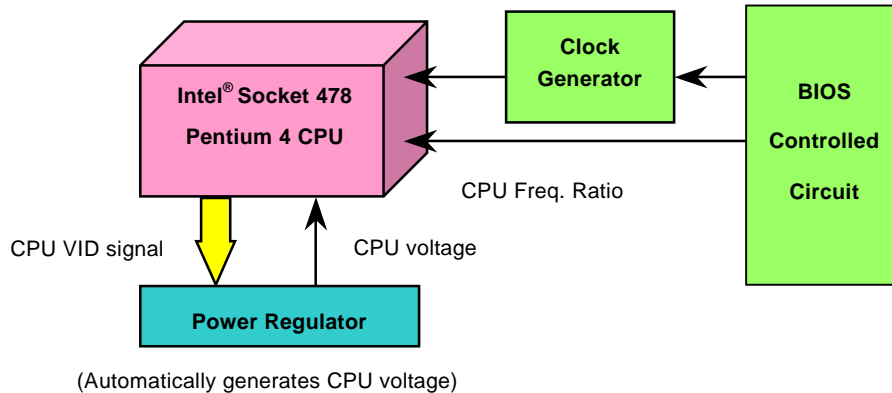 Intel® Socket 478
Pentium 4 CPU
Clock
Generator
BIOS
Controlled
Circuit
CPU Freq. Ratio
CPU VID signal
CPU voltage
Power Regulator
(Automatically generates CPU voltage)